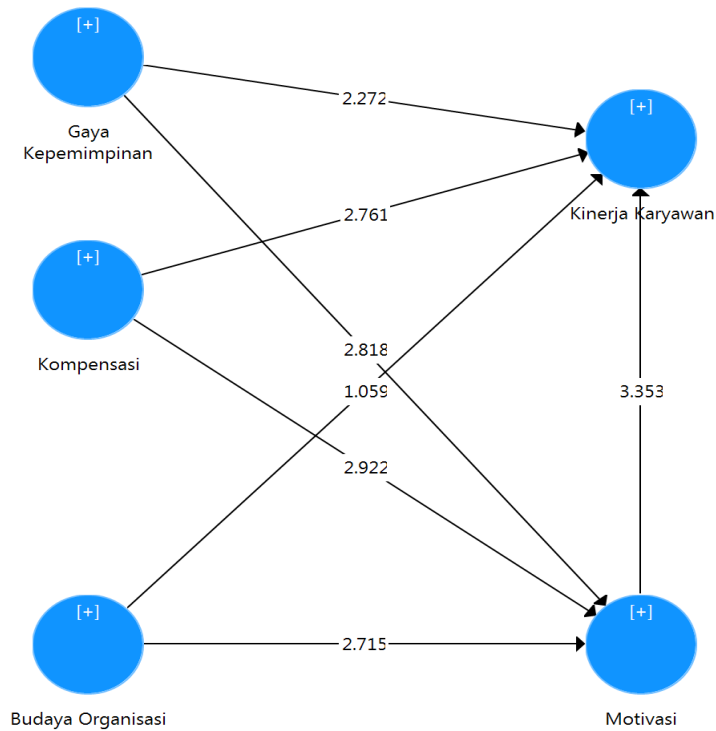 [+]
Gaya
Kepemimpinan
[+]
Kinerja Karyawan
2.272
2.761
[+]
Kompensasi
2.818
1.059
3.353
2.922
[+]
Budaya Organisasi
2.715
[+]
Motivasi